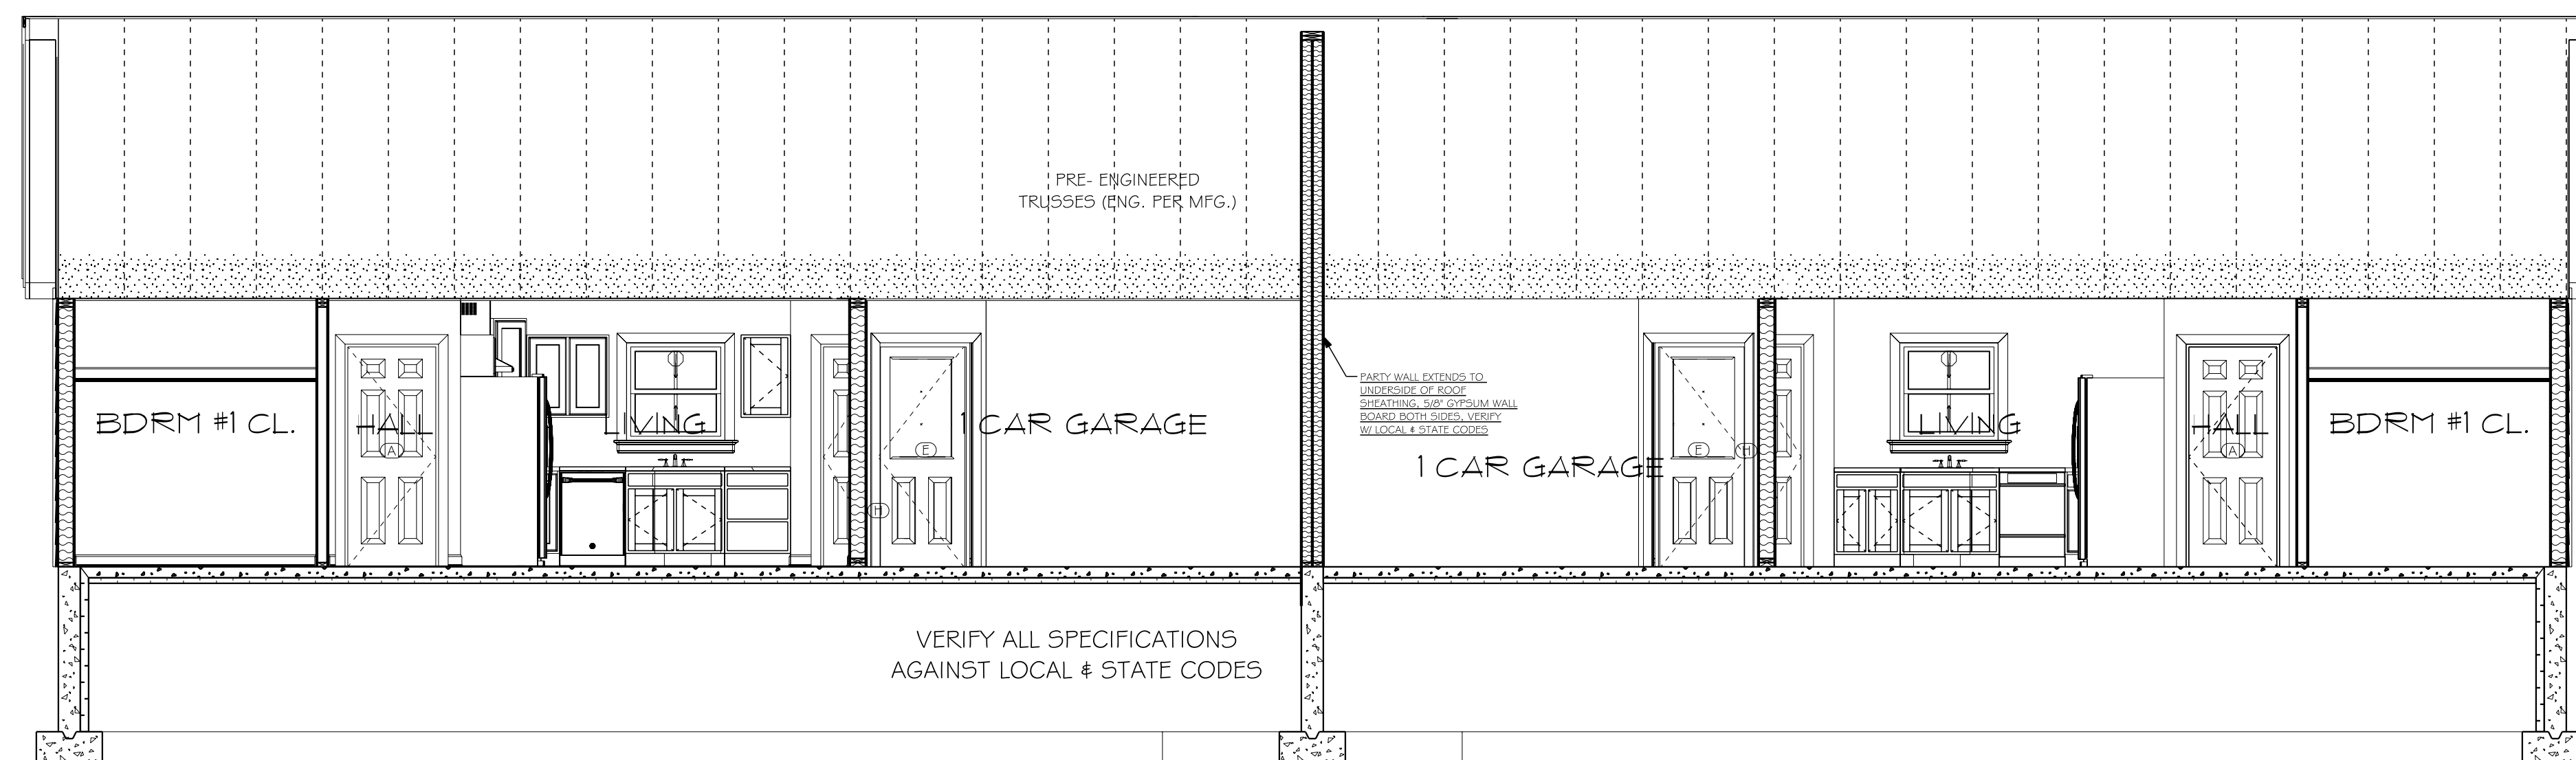 PRE- ENGINEERED
TRUSSES (ENG. PER MFG.)
PARTY WALL EXTENDS TO
UNDERSIDE OF ROOF
SHEATHING, 5/8" GYPSUM WALL
BOARD BOTH SIDES, VERIFY
W/ LOCAL & STATE CODES
BDRM #1 CL.
HALL
A
LIVING
1 CAR GARAGE
E
H
1 CAR GARAGE
E
H
LIVING
HALL
A
BDRM #1 CL.
VERIFY ALL SPECIFICATIONS
AGAINST LOCAL & STATE CODES